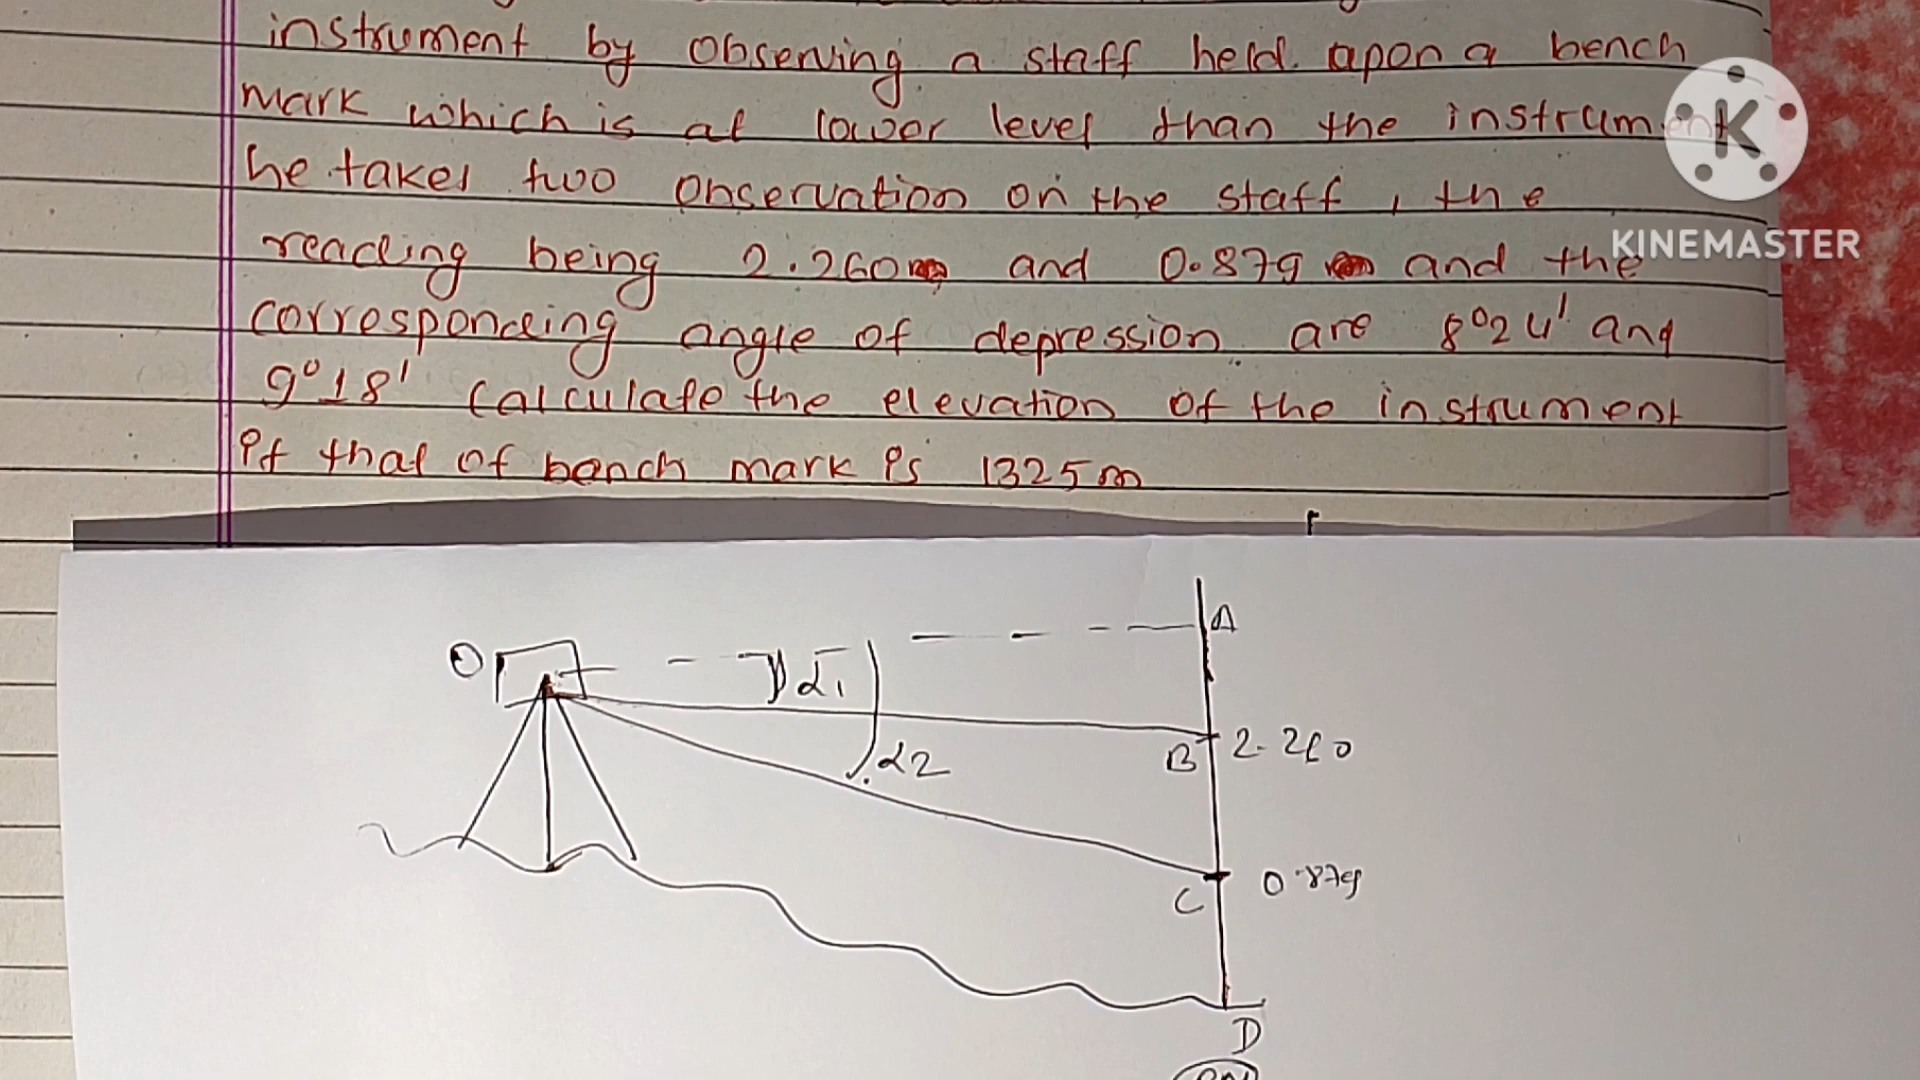 instrument by observing a staff held apon a bench
mark which is at lower level than the instrument
he takes two observation on the staff, the
reading being 2.260 and 0.879 and the
corresponding angle of depression are 8°24' and
9°18' calculate the elevation of the instrument
if that of bench mark is 1325m
K
KINEMASTER
O
A
α1
B 2.260
α2
C 0.879
D